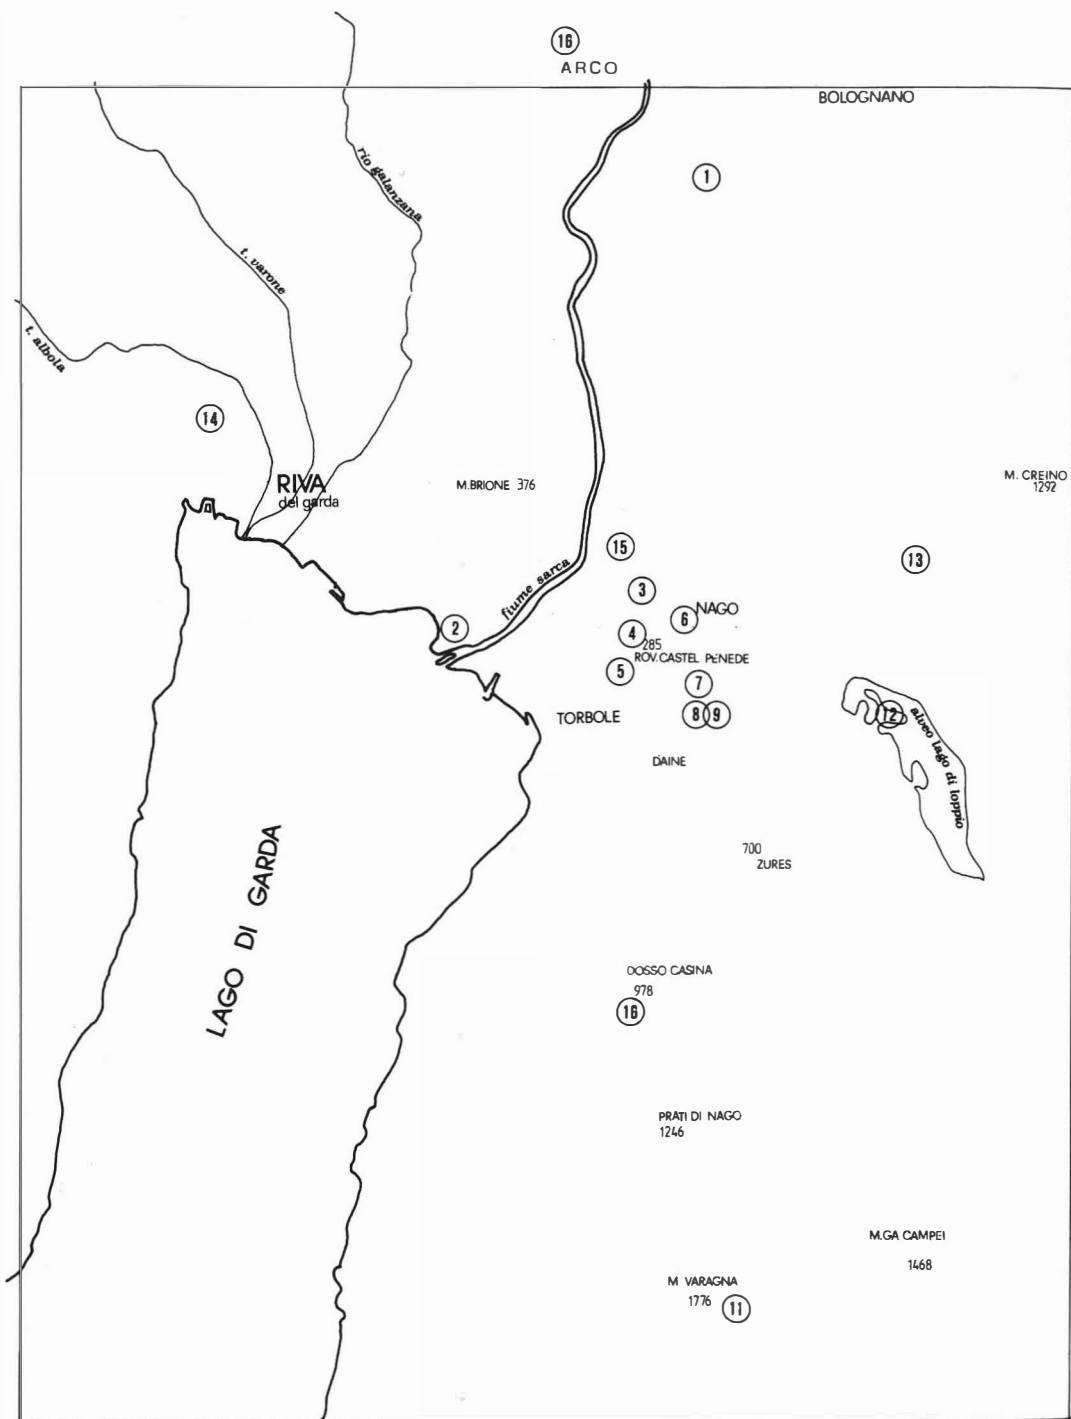 16
ARCO
BOLOGNANO
1
rio galanzana
t. varone
t. albola
14
RIVA
del garda
M.BRIONE 376
M. CREINO
1292
15
13
fiume sarca
3
6 NAGO
2
4
285
ROV.CASTEL PENEDE
5
7
TORBOLE
8 9
12
alveo lago di loppio
DAINE
700
ZURES
LAGO DI GARDA
DOSSO CASINA
978
16
PRATI DI NAGO
1246
M.GA CAMPEI
1468
M VARAGNA
1776 11